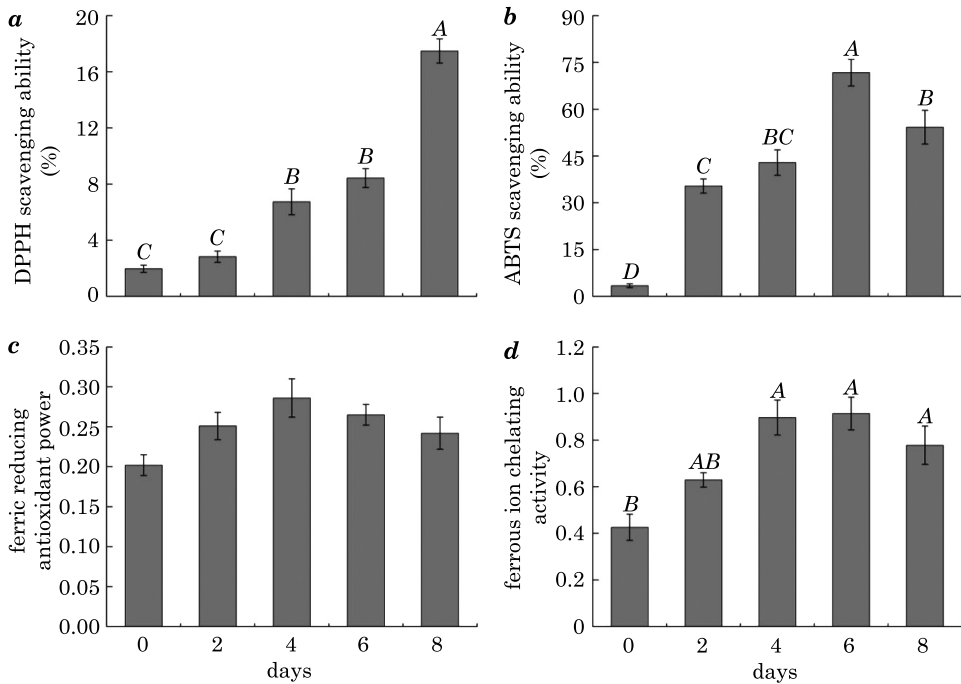 a
DPPH scavenging ability
(%)
20
16
12
8
4
0
C
C
B
B
A
b
ABTS scavenging ability
(%)
90
75
60
45
30
15
0
D
C
BC
A
B
c
ferric reducing
antioxidant power
0.35
0.30
0.25
0.20
0.15
0.10
0.05
0.00
0 2 4 6 8
days
d
ferrous ion chelating
activity
1.2
1.0
0.8
0.6
0.4
0.2
0
B
AB
A
A
A
0 2 4 6 8
days